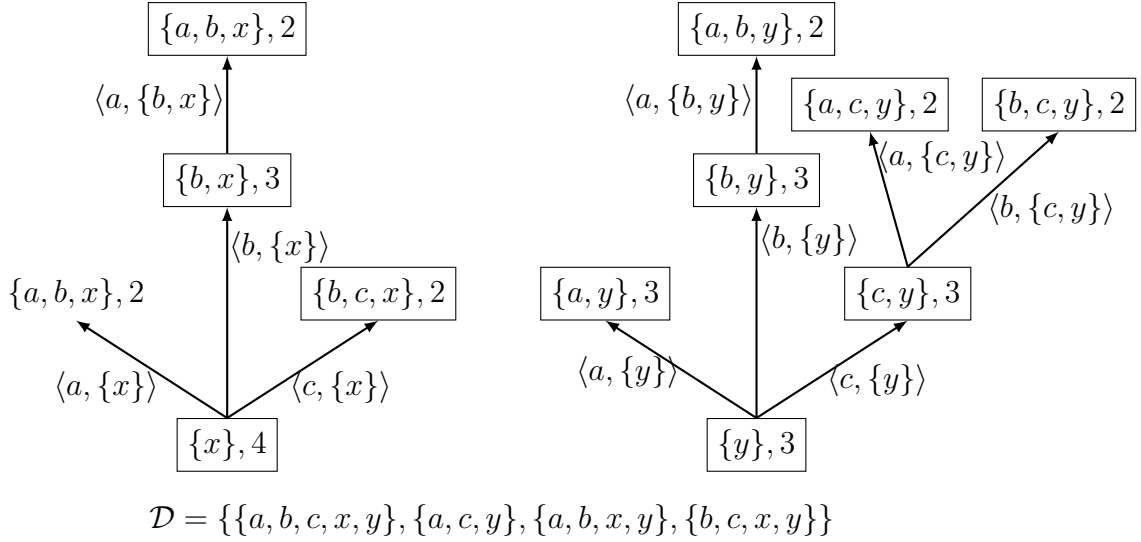 {a, b, x}, 2
{a, b, y}, 2
⟨a, {b, x}⟩
⟨a, {b, y}⟩
{a, c, y}, 2
{b, c, y}, 2
⟨a, {c, y}⟩
{b, x}, 3
{b, y}, 3
⟨b, {c, y}⟩
⟨b, {x}⟩
⟨b, {y}⟩
{a, b, x}, 2
{b, c, x}, 2
{a, y}, 3
{c, y}, 3
⟨a, {x}⟩
⟨c, {x}⟩
⟨a, {y}⟩
⟨c, {y}⟩
{x}, 4
{y}, 3
𝒟 = {{a, b, c, x, y}, {a, c, y}, {a, b, x, y}, {b, c, x, y}}